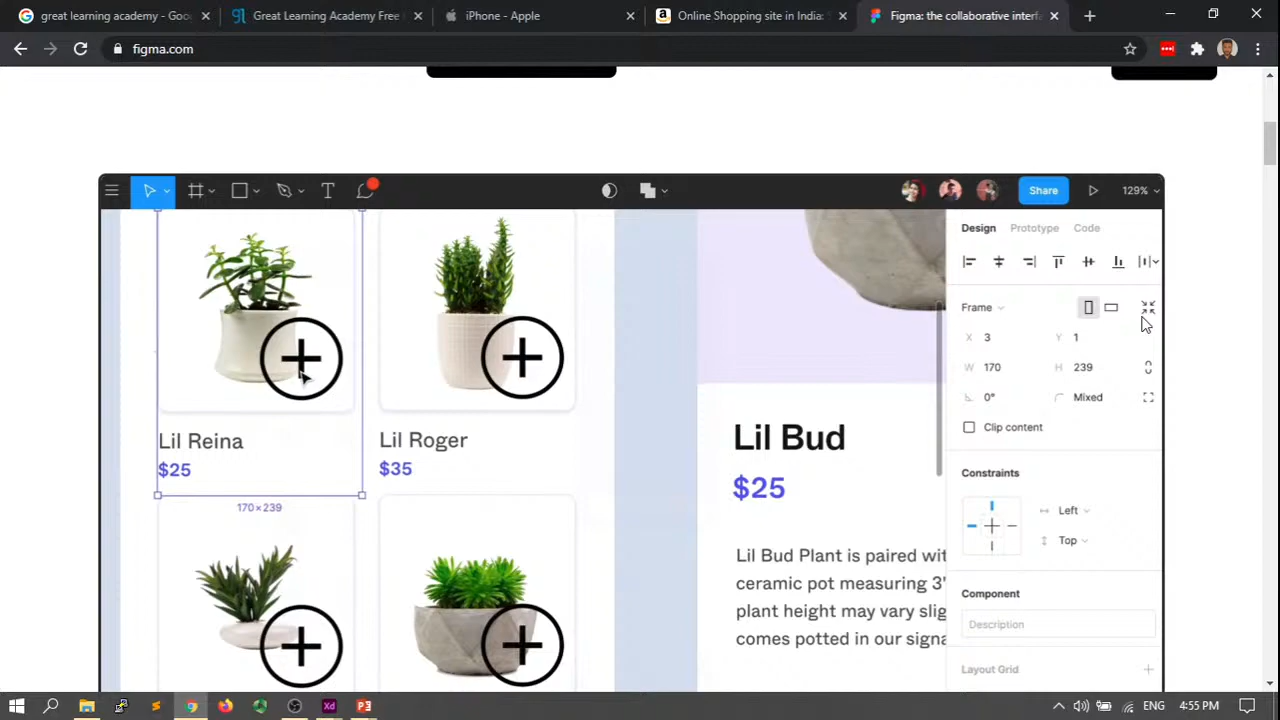 great learning academy - Goo
Great Learning Academy Free
iPhone - Apple
Online Shopping site in India:
Figma: the collaborative interfa
figma.com
Share
129%
Design Prototype Code
Frame
X 3 Y 1
W 170 H 239
0° Mixed
Clip content
Constraints
Left
Top
Component
Description
Layout Grid
Lil Reina
$25
Lil Roger
$35
170 × 239
Lil Bud
$25
Lil Bud Plant is paired wit
ceramic pot measuring 3"
plant height may vary slig
comes potted in our signa
ENG 4:55 PM